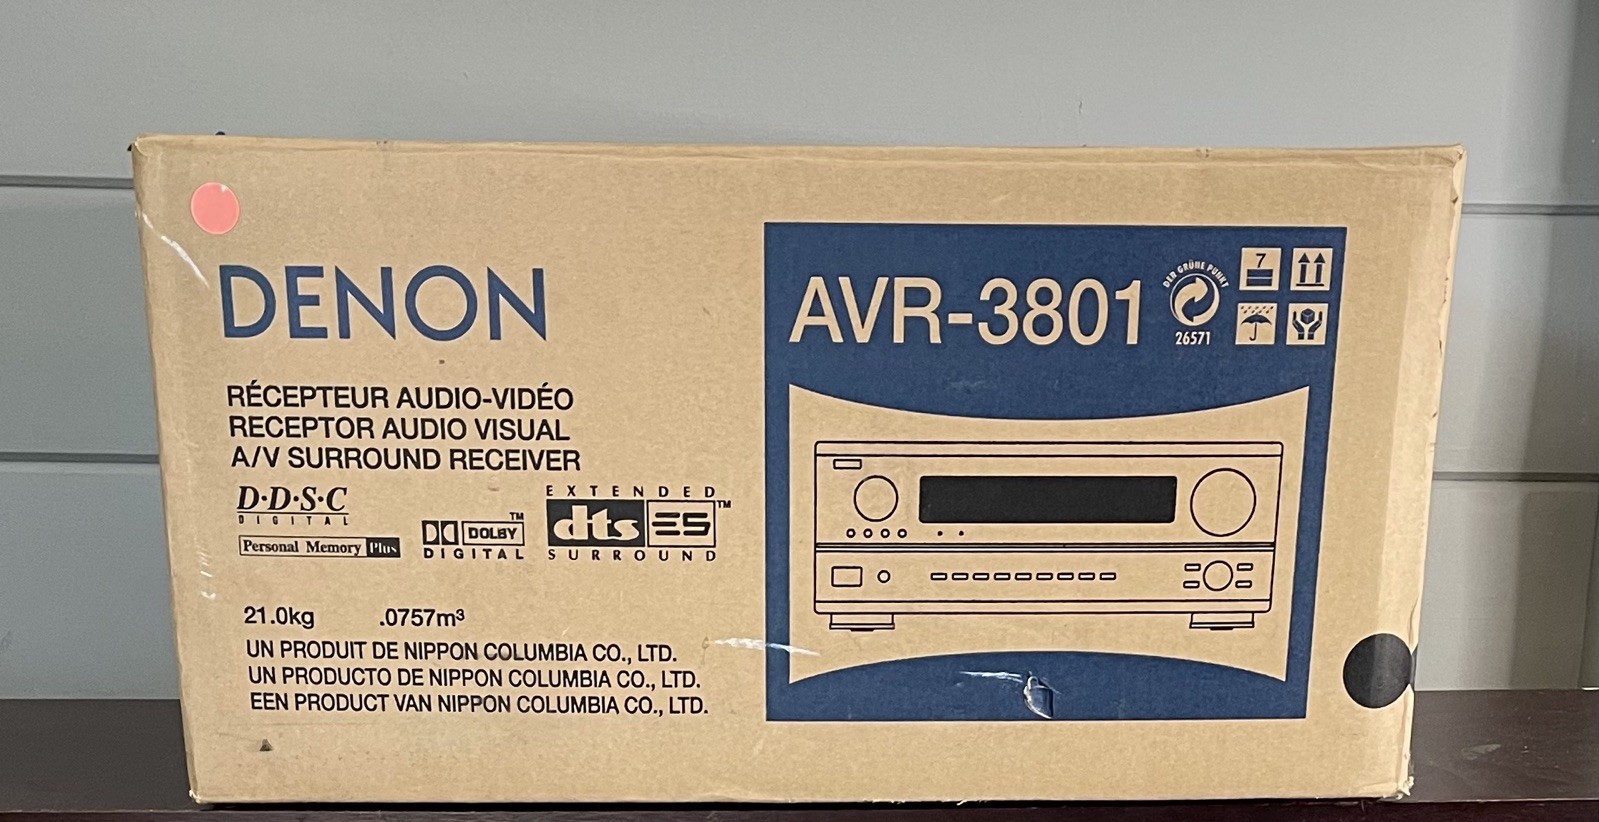 DENON
RÉCEPTEUR AUDIO-VIDÉO
RECEPTOR AUDIO VISUAL
A/V SURROUND RECEIVER
D·D·S·C
DIGITAL
Personal Memory Plus
DOLBY™
DIGITAL
EXTENDED
dts ES™
SURROUND
21.0kg .0757m³
UN PRODUIT DE NIPPON COLUMBIA CO., LTD.
UN PRODUCTO DE NIPPON COLUMBIA CO., LTD.
EEN PRODUCT VAN NIPPON COLUMBIA CO., LTD.
AVR-3801
DER GRÜNE PUNKT
26571
7